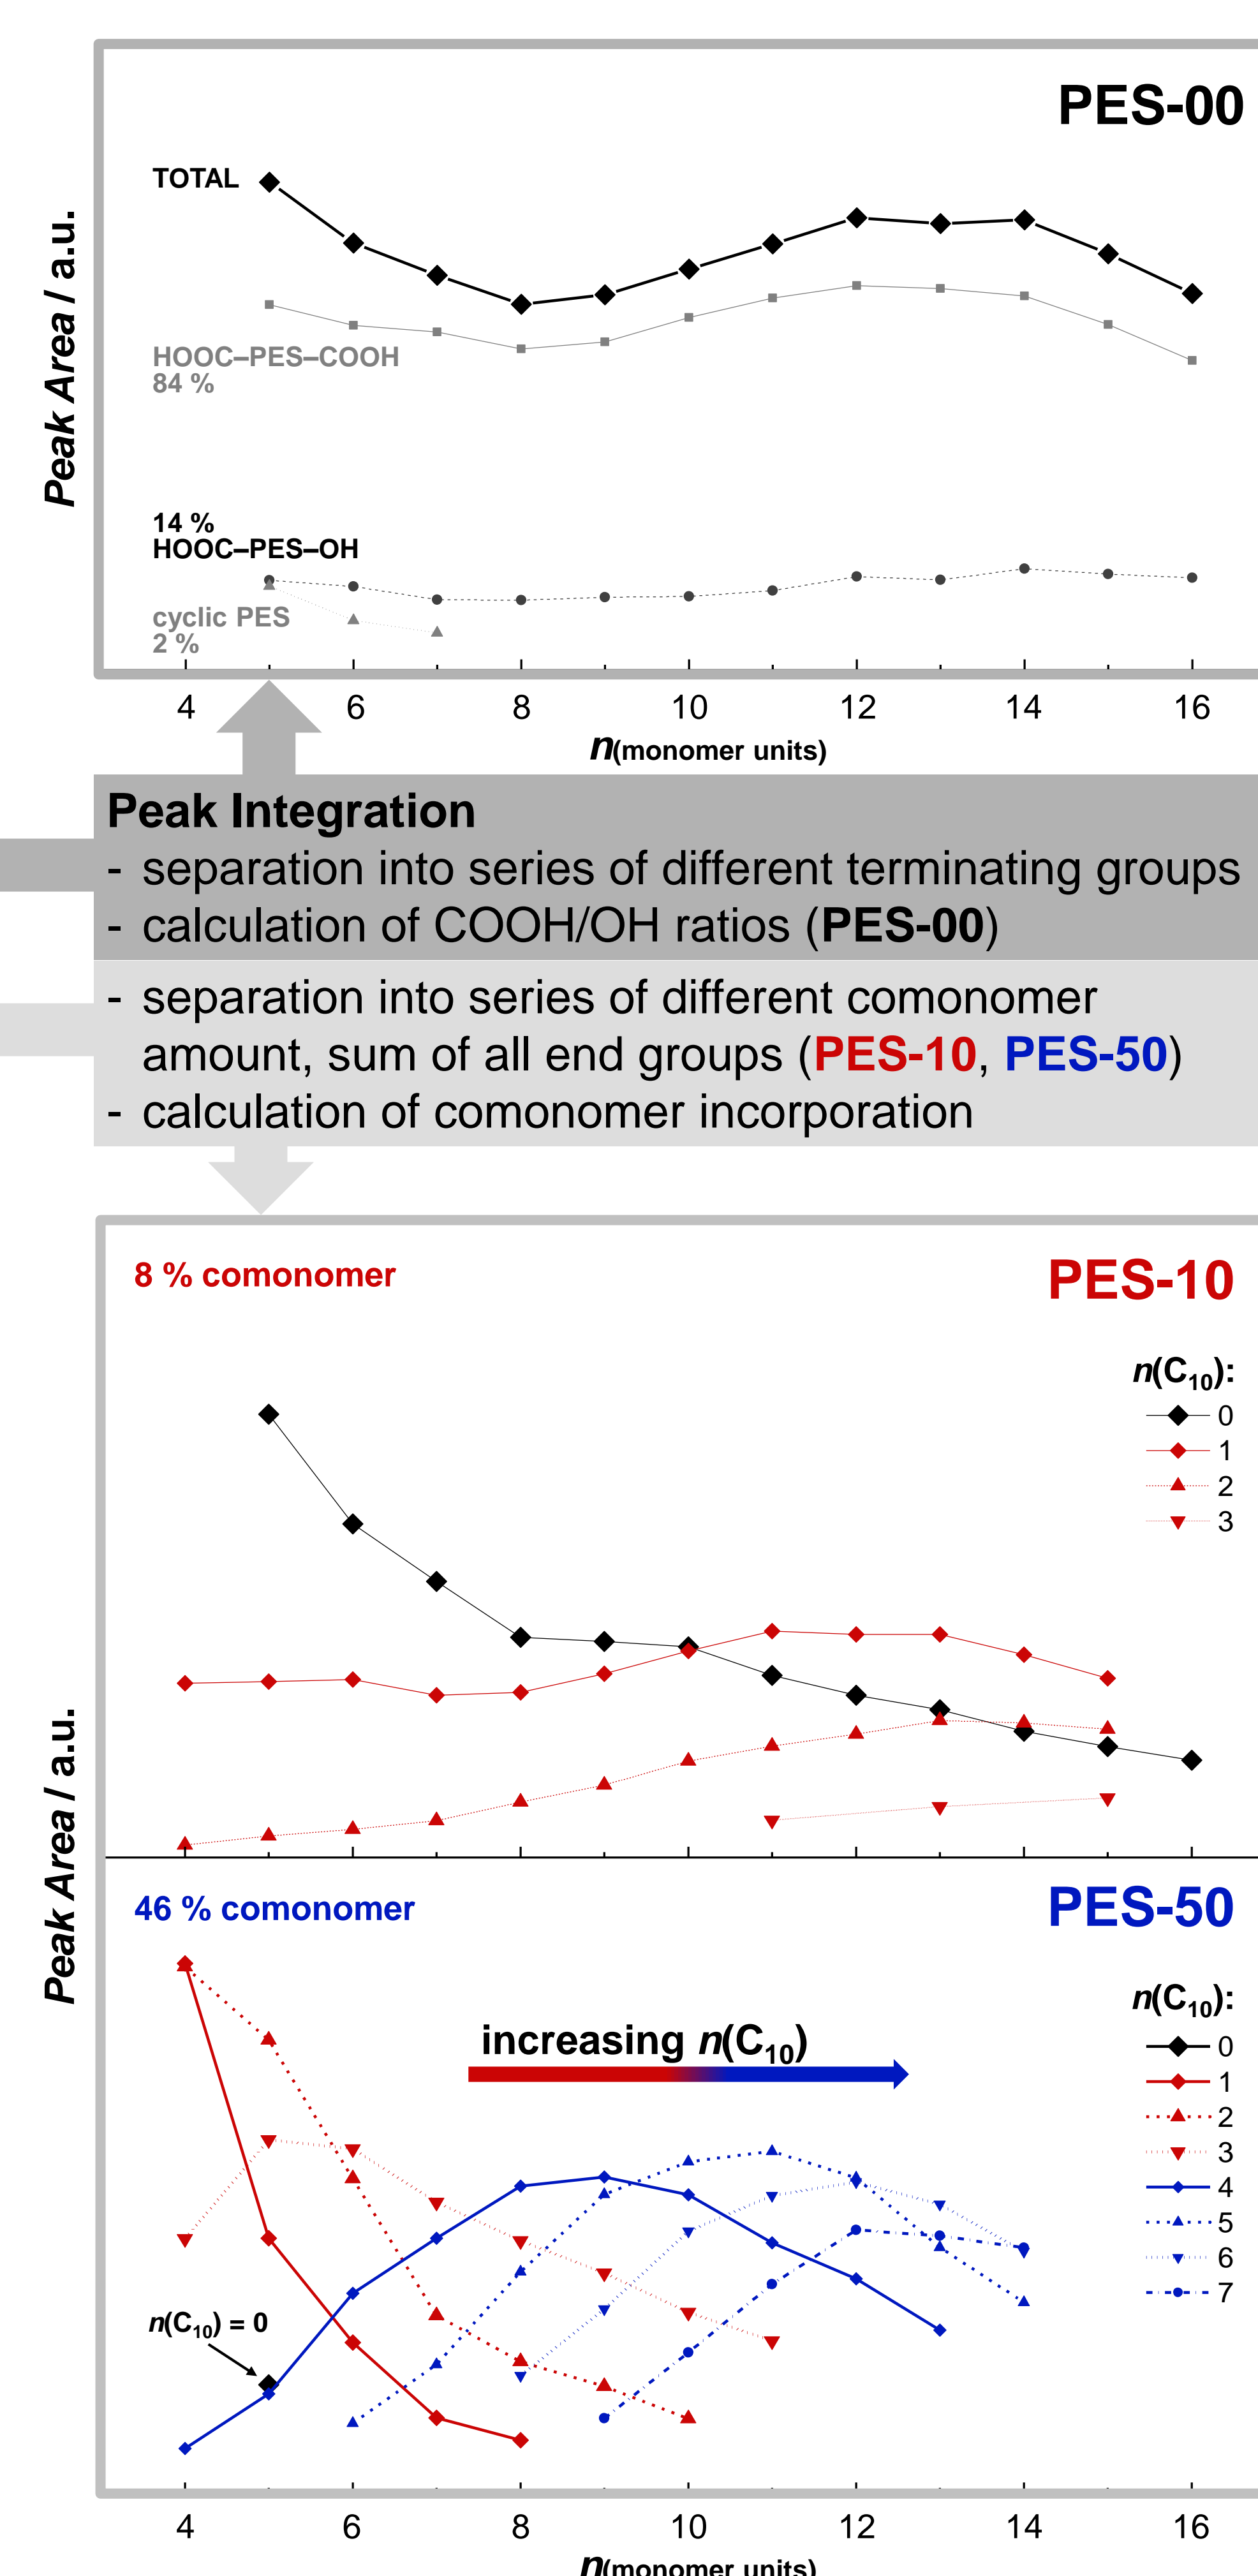 PES-00
TOTAL
Peak Area / a.u.
HOOC–PES–COOH
84 %
14 %
HOOC–PES–OH
cyclic PES
2 %
4 6 8 10 12 14 16
n(monomer units)
Peak Integration
- separation into series of different terminating groups
- calculation of COOH/OH ratios (PES-00)
- separation into series of different comonomer
amount, sum of all end groups (PES-10, PES-50)
- calculation of comonomer incorporation
8 % comonomer
PES-10
n(C10):
0
1
2
3
Peak Area / a.u.
46 % comonomer
PES-50
n(C10):
0
1
2
3
4
5
6
7
increasing n(C10)
n(C10) = 0
4 6 8 10 12 14 16
n(monomer units)